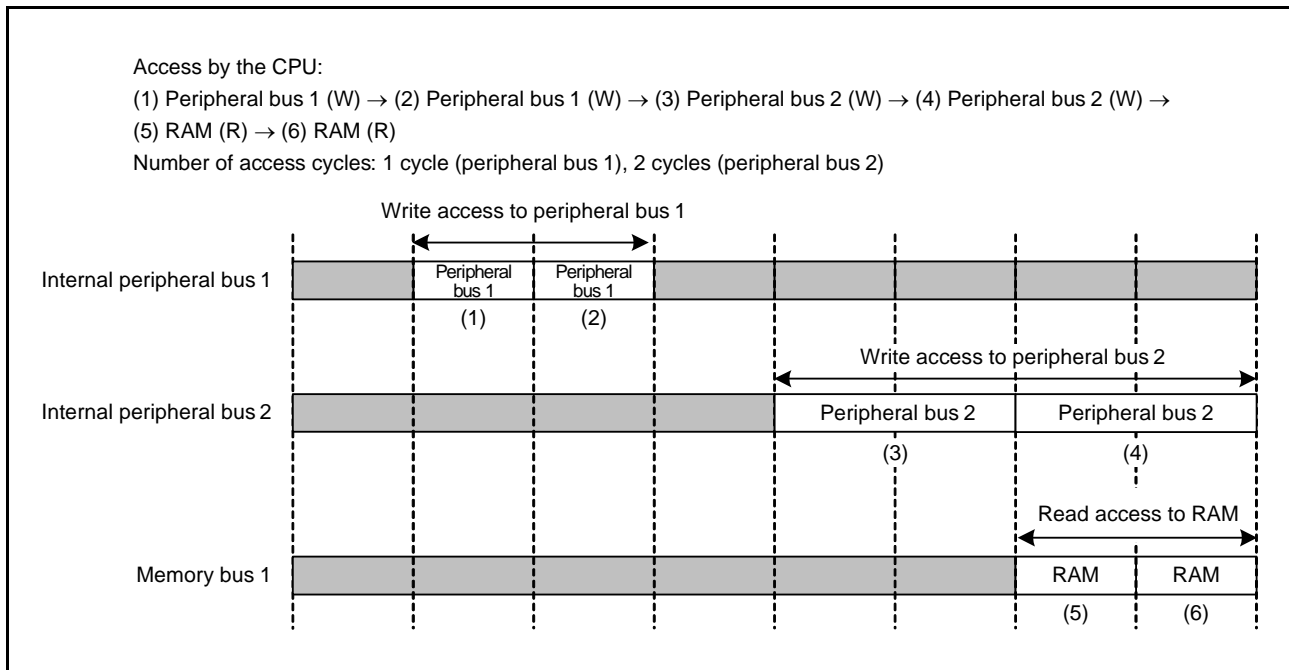 Access by the CPU:
(1) Peripheral bus 1 (W) → (2) Peripheral bus 1 (W) → (3) Peripheral bus 2 (W) → (4) Peripheral bus 2 (W) →
(5) RAM (R) → (6) RAM (R)
Number of access cycles: 1 cycle (peripheral bus 1), 2 cycles (peripheral bus 2)
Write access to peripheral bus 1
Internal peripheral bus 1
Peripheral
bus 1
Peripheral
bus 1
(1)
(2)
Write access to peripheral bus 2
Internal peripheral bus 2
Peripheral bus 2
Peripheral bus 2
(3)
(4)
Read access to RAM
Memory bus 1
RAM
RAM
(5)
(6)